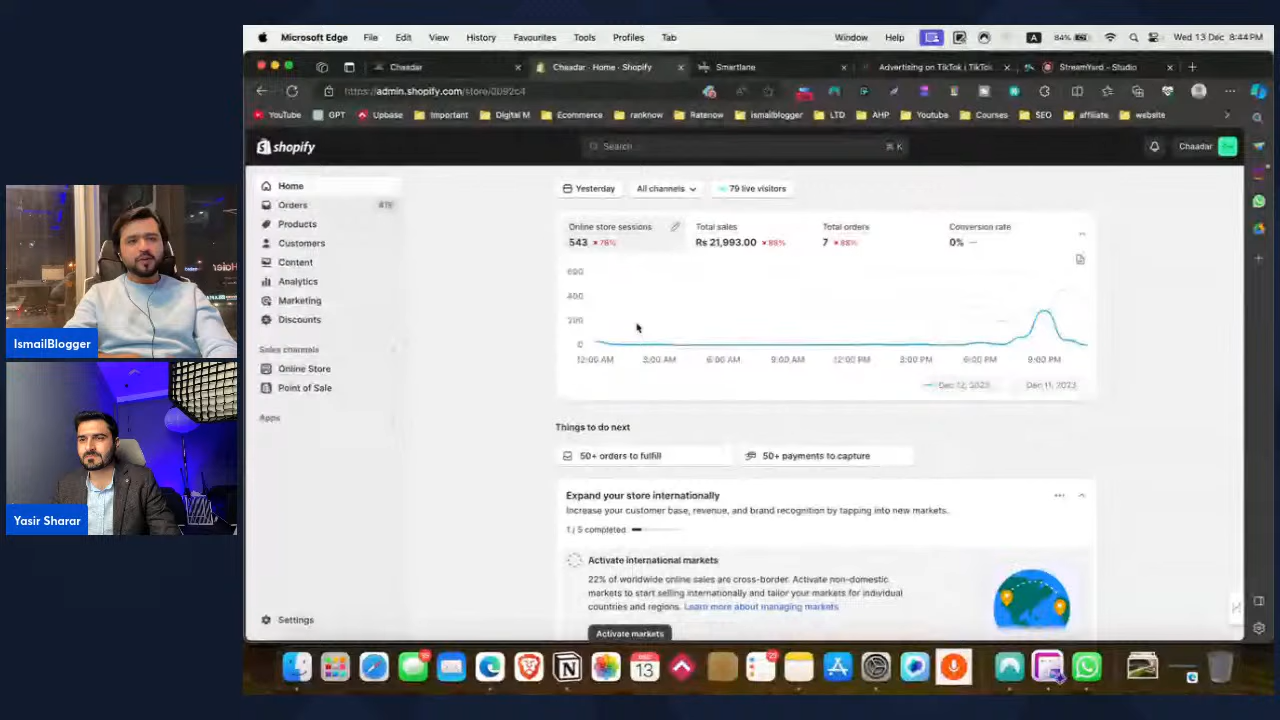 Microsoft Edge File Edit View History Favourites Tools Profiles Tab Window Help A 84% Wed 13 Dec 8:44PM
Chaadar Chaadar · Home · Shopify Smartlane Advertising on TikTok | TikTok StreamYard - Studio
https://admin.shopify.com/store/0b92c4
YouTube GPT Upbase Important Digital M Ecommerce ranknow Ratenow ismailblogger LTD AHP Youtube Courses SEO affiliate website
shopify Search K Chaadar
Home
Orders
Products
Customers
Content
Analytics
Marketing
Discounts
Sales channels
Online Store
Point of Sale
Apps
Settings
Yesterday All channels 79 live visitors
Online store sessions Total sales Total orders Conversion rate
543 78% Rs 21,993.00 88% 7 88% 0% —
600
400
200
0
12:00 AM 3:00 AM 6:00 AM 9:00 AM 12:00 PM 3:00 PM 6:00 PM 9:00 PM
Dec 12, 2023 Dec 11, 2023
Things to do next
50+ orders to fulfill 50+ payments to capture
Expand your store internationally
Increase your customer base, revenue, and brand recognition by tapping into new markets.
1 / 5 completed
Activate international markets
22% of worldwide online sales are cross-border. Activate non-domestic
markets to start selling internationally and tailor your markets for individual
countries and regions. Learn more about managing markets
Activate markets
IsmailBlogger
Yasir Sharar
DEC
13